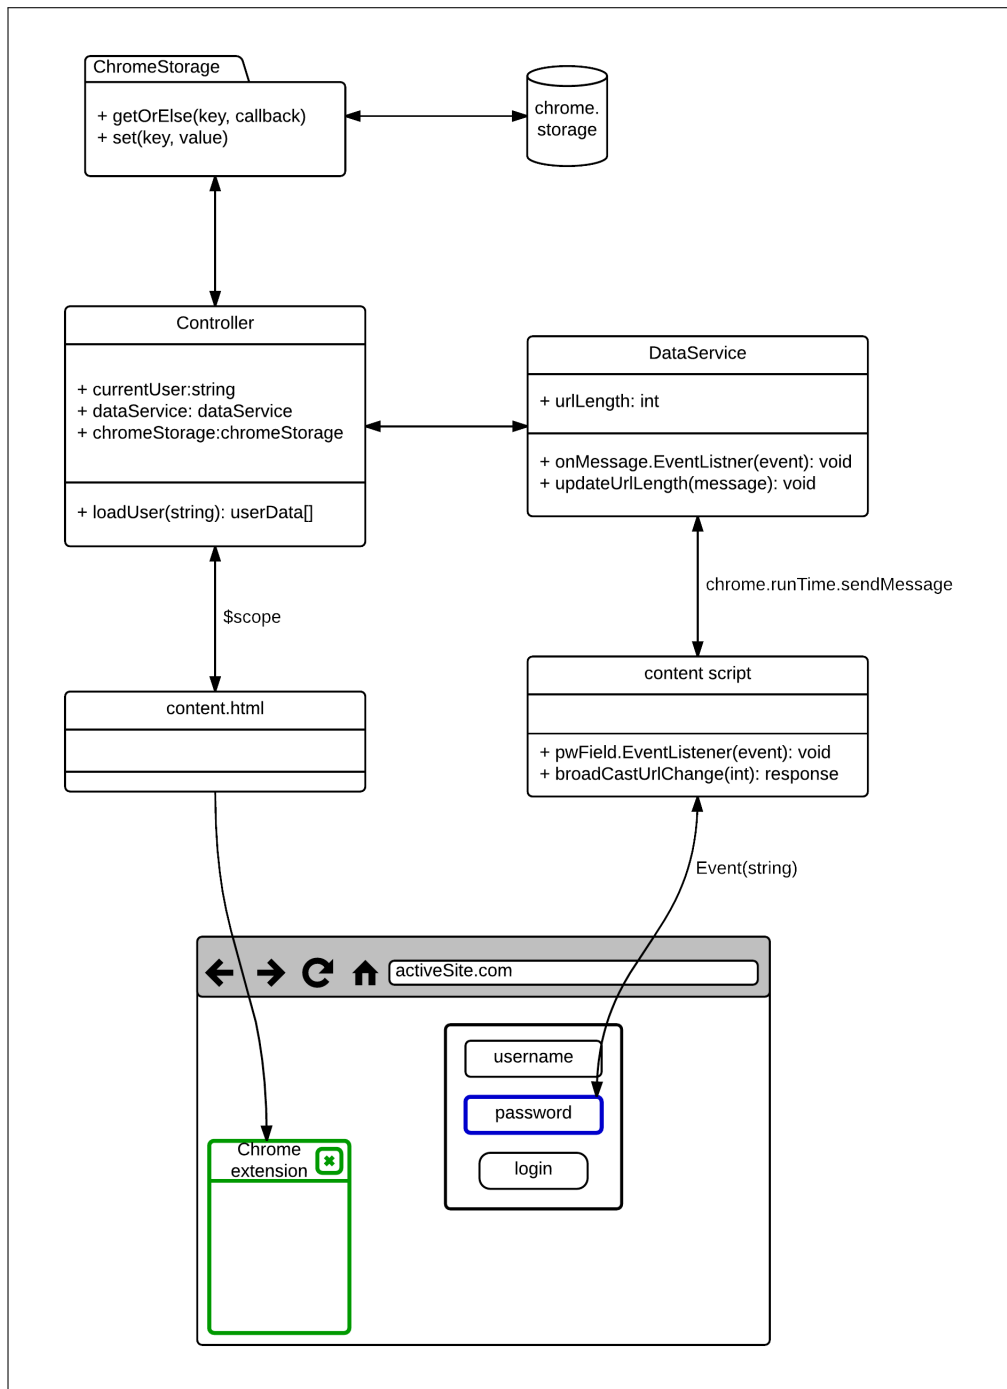 ChromeStorage
+ getOrElse(key, callback)
+ set(key, value)
chrome.
storage
Controller
+ currentUser:string
+ dataService: dataService
+ chromeStorage:chromeStorage
+ loadUser(string): userData[]
DataService
+ urlLength: int
+ onMessage.EventListner(event): void
+ updateUrlLength(message): void
$scope
chrome.runTime.sendMessage
content.html
content script
+ pwField.EventListener(event): void
+ broadCastUrlChange(int): response
Event(string)
activeSite.com
username
password
login
Chrome
extension